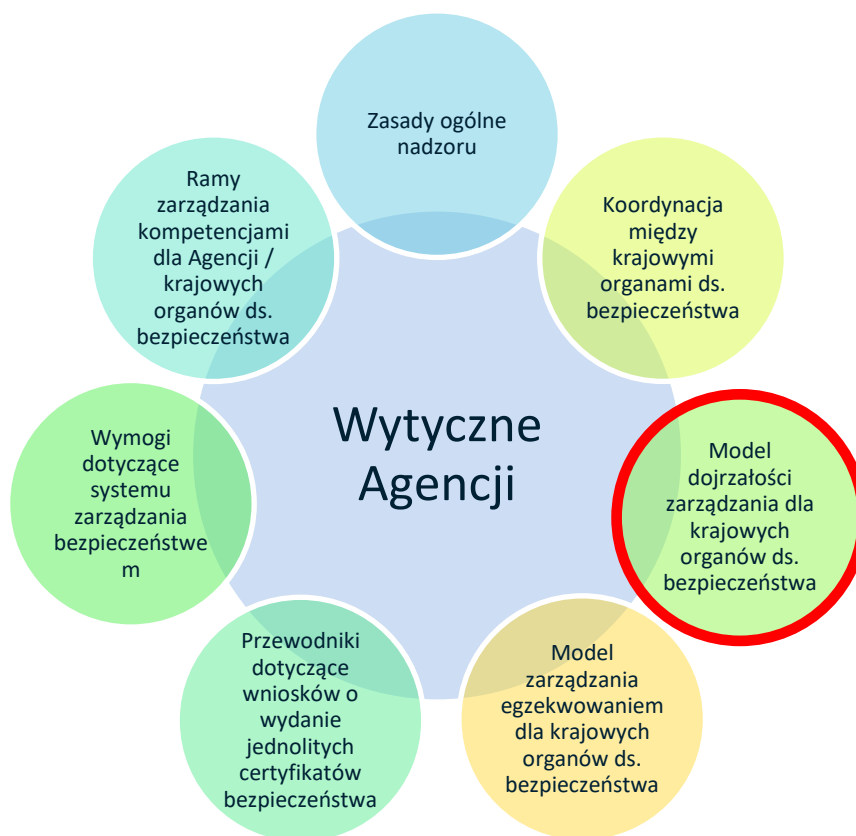 Zasady ogólne
nadzoru
Koordynacja
między
krajowymi
organami ds.
bezpieczeństwa
Model
dojrzałości
zarządzania dla
krajowych
organów ds.
bezpieczeństwa
Model
zarządzania
egzekwowaniem
dla krajowych
organów ds.
bezpieczeństwa
Przewodniki
dotyczące
wniosków o
wydanie
jednolitych
certyfikatów
bezpieczeństwa
Wymogi
dotyczące
systemu
zarządzania
bezpieczeństwe
m
Ramy
zarządzania
kompetencjami
dla Agencji /
krajowych
organów ds.
bezpieczeństwa
Wytyczne
Agencji